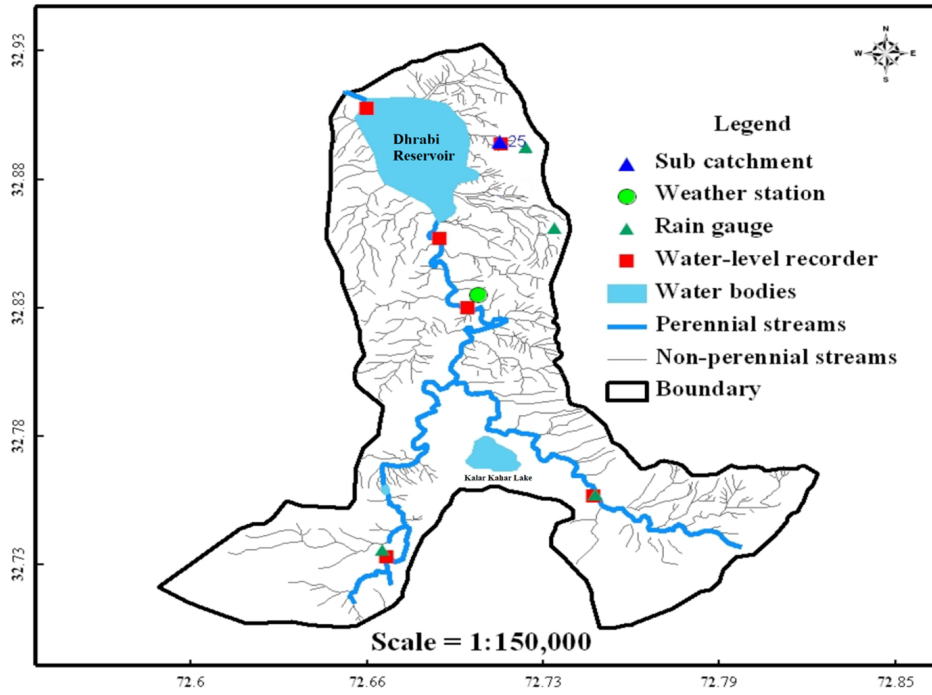 32.93
32.88
32.83
32.78
32.73
N
W
E
S
Dhrabi
Reservoir
25
Legend
Sub catchment
Weather station
Rain gauge
Water-level recorder
Water bodies
Perennial streams
Non-perennial streams
Boundary
Kalar Kahar Lake
Scale = 1:150,000
72.6
72.66
72.73
72.79
72.85